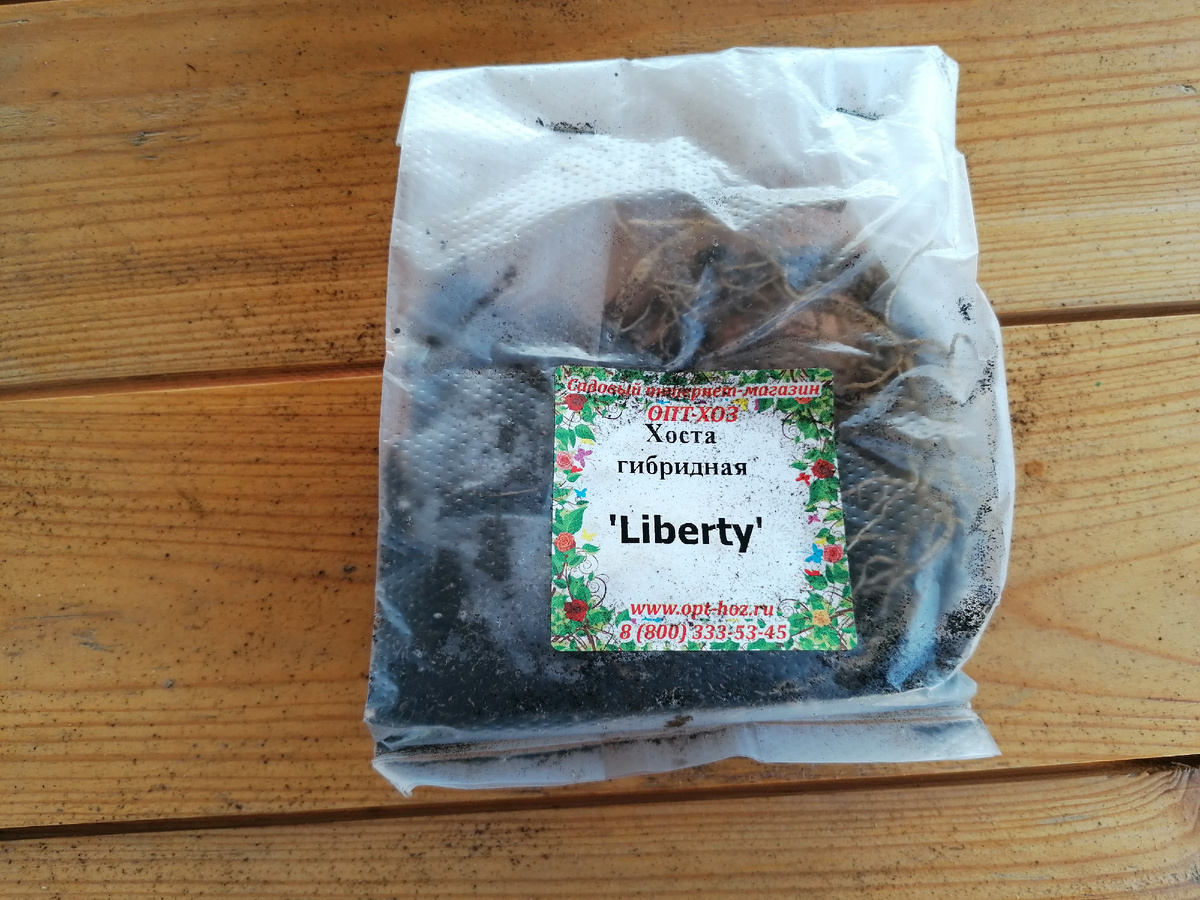 Садовый интернет-магазин
ОПТ-ХОЗ
Хоста
гибридная
'Liberty'
www.opt-hoz.ru
8 (800) 333-53-45